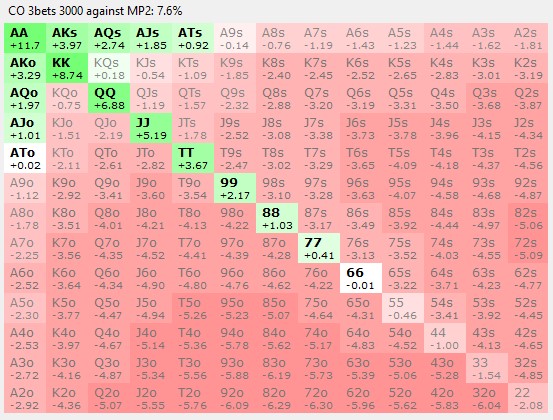 CO 3bets 3000 against MP2: 7.6%
AA AKs AQs AJs ATs A9s A8s A7s A6s A5s A4s A3s A2s
+11.7 +3.97 +2.74 +1.85 +0.92 -0.14 -0.76 -1.19 -1.43 -1.23 -1.44 -1.62 -1.81
AKo KK KQs KJs KTs K9s K8s K7s K6s K5s K4s K3s K2s
+3.29 +8.74 +0.18 -0.54 -1.09 -1.85 -2.40 -2.45 -2.52 -2.65 -2.83 -3.01 -3.19
AQo KQo QQ QJs QTs Q9s Q8s Q7s Q6s Q5s Q4s Q3s Q2s
+1.97 -0.75 +6.88 -1.19 -1.57 -2.32 -2.88 -3.20 -3.19 -3.31 -3.50 -3.68 -3.87
AJo KJo QJo JJ JTs J9s J8s J7s J6s J5s J4s J3s J2s
+1.01 -1.51 -2.19 +5.19 -1.78 -2.52 -3.08 -3.38 -3.73 -3.78 -3.96 -4.15 -4.34
ATo KTo QTo JTo TT T9s T8s T7s T6s T5s T4s T3s T2s
+0.02 -2.11 -2.61 -2.82 +3.67 -2.47 -3.02 -3.29 -3.65 -4.09 -4.18 -4.37 -4.56
A9o K9o Q9o J9o T9o 99 98s 97s 96s 95s 94s 93s 92s
-1.12 -2.92 -3.41 -3.60 -3.54 +2.17 -3.10 -3.28 -3.63 -4.07 -4.58 -4.68 -4.87
A8o K8o Q8o J8o T8o 98o 88 87s 86s 85s 84s 83s 82s
-1.78 -3.51 -4.01 -4.21 -4.13 -4.22 +1.03 -3.17 -3.49 -3.92 -4.44 -4.97 -5.06
A7o K7o Q7o J7o T7o 97o 87o 77 76s 75s 74s 73s 72s
-2.25 -3.56 -4.35 -4.52 -4.41 -4.39 -4.28 +0.41 -3.13 -3.52 -4.03 -4.55 -5.09
A6o K6o Q6o J6o T6o 96o 86o 76o 66 65s 64s 63s 62s
-2.52 -3.64 -4.34 -4.90 -4.80 -4.76 -4.62 -4.22 -0.01 -3.22 -3.71 -4.23 -4.77
A5o K5o Q5o J5o T5o 95o 85o 75o 65o 55 54s 53s 52s
-2.30 -3.77 -4.47 -4.94 -5.26 -5.23 -5.07 -4.64 -4.31 -0.46 -3.41 -3.92 -4.45
A4o K4o Q4o J4o T4o 94o 84o 74o 64o 54o 44 43s 42s
-2.53 -3.97 -4.67 -5.14 -5.36 -5.78 -5.62 -5.17 -4.83 -4.52 -1.00 -4.13 -4.65
A3o K3o Q3o J3o T3o 93o 83o 73o 63o 53o 43o 33 32s
-2.72 -4.16 -4.87 -5.34 -5.56 -5.88 -6.19 -5.73 -5.39 -5.06 -5.28 -1.54 -4.85
A2o K2o Q2o J2o T2o 92o 82o 72o 62o 52o 42o 32o 22
-2.92 -4.36 -5.07 -5.55 -5.76 -6.09 -6.29 -6.30 -5.96 -5.62 -5.83 -6.04 -2.08